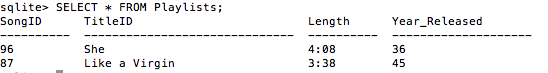 sqlite> SELECT * FROM Playlists;
SongID      TitleID                         Length      Year_Released
----------  ------------------------------  ----------  --------------------
96          She                             4:08        36
87          Like a Virgin                   3:38        45